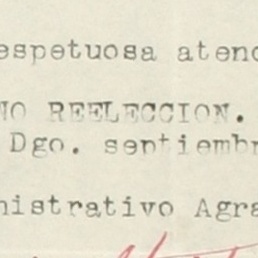 espetuosa atenc
NO REELECCION.
Dgo. septiembr
nistrativo Agra